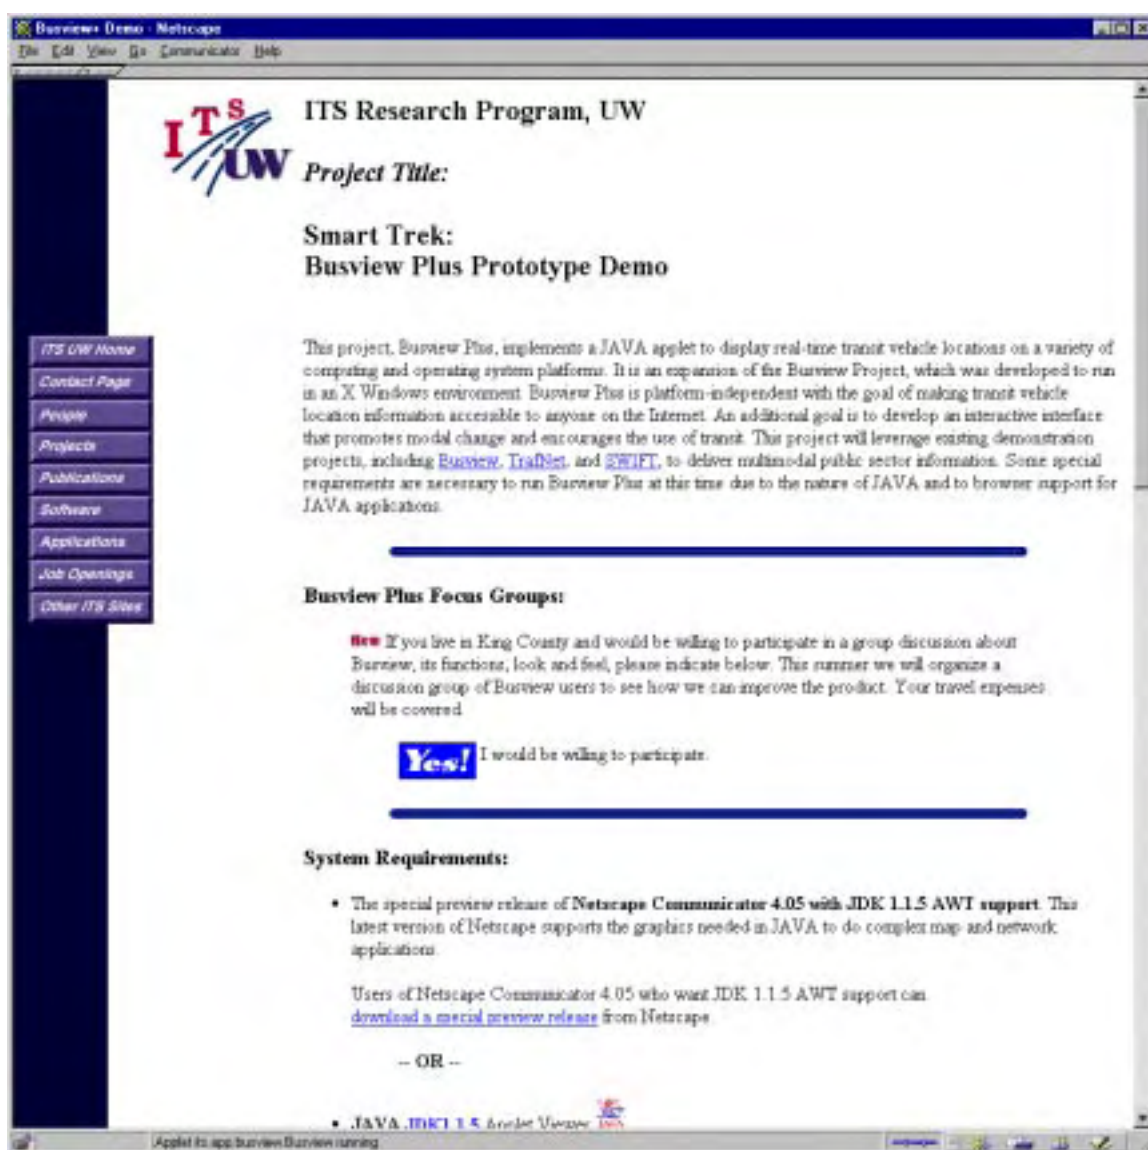 Busview+ Demo - Netscape
File Edit View Go Communicator Help
ITS UW
ITS Research Program, UW
Project Title:
Smart Trek:
Busview Plus Prototype Demo
ITS UW Home
Contact Page
People
Projects
Publications
Software
Applications
Job Openings
Other ITS Sites
This project, Busview Plus, implements a JAVA applet to display real-time transit vehicle locations on a variety of
computing and operating system platforms. It is an expansion of the Busview Project, which was developed to run
in an X Windows environment. Busview Plus is platform-independent with the goal of making transit vehicle
location information accessible to anyone on the Internet. An additional goal is to develop an interactive interface
that promotes modal change and encourages the use of transit. This project will leverage existing demonstration
projects, including Busview, TrafNet, and SWIFT, to deliver multimodal public sector information. Some special
requirements are necessary to run Busview Plus at this time due to the nature of JAVA and to browser support for
JAVA applications.
Busview Plus Focus Groups:
New If you live in King County and would be willing to participate in a group discussion about
Busview, its functions, look and feel, please indicate below. This summer we will organize a
discussion group of Busview users to see how we can improve the product. Your travel expenses
will be covered.
Yes! I would be willing to participate.
System Requirements:
• The special preview release of Netscape Communicator 4.05 with JDK 1.1.5 AWT support. This
latest version of Netscape supports the graphics needed in JAVA to do complex map and network
applications.
Users of Netscape Communicator 4.05 who want JDK 1.1.5 AWT support can
download a special preview release from Netscape.
-- OR --
• JAVA JDK1.1.5 Applet Viewer
Applet its.app.busview.Busview running